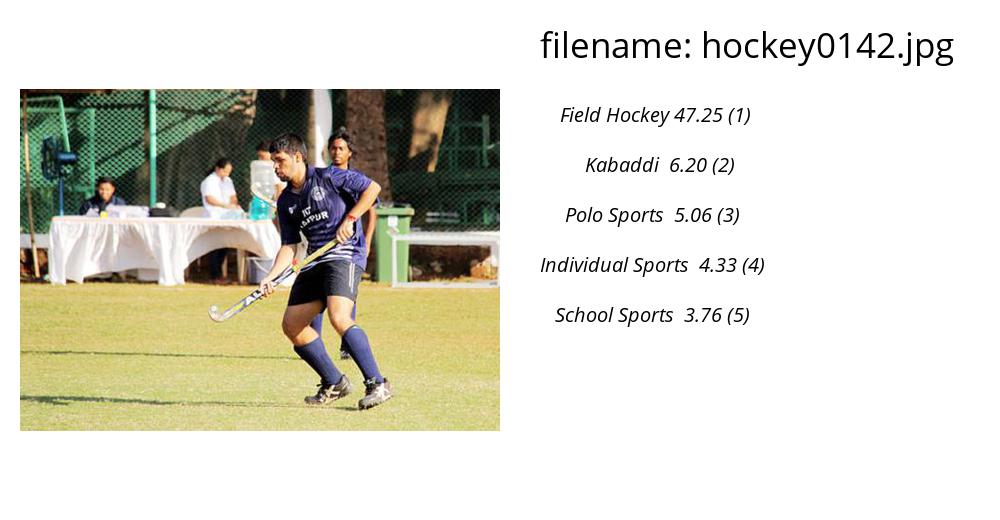 filename: hockey0142.jpg
Field Hockey 47.25 (1)
Kabaddi 6.20 (2)
Polo Sports 5.06 (3)
Individual Sports 4.33 (4)
School Sports 3.76 (5)